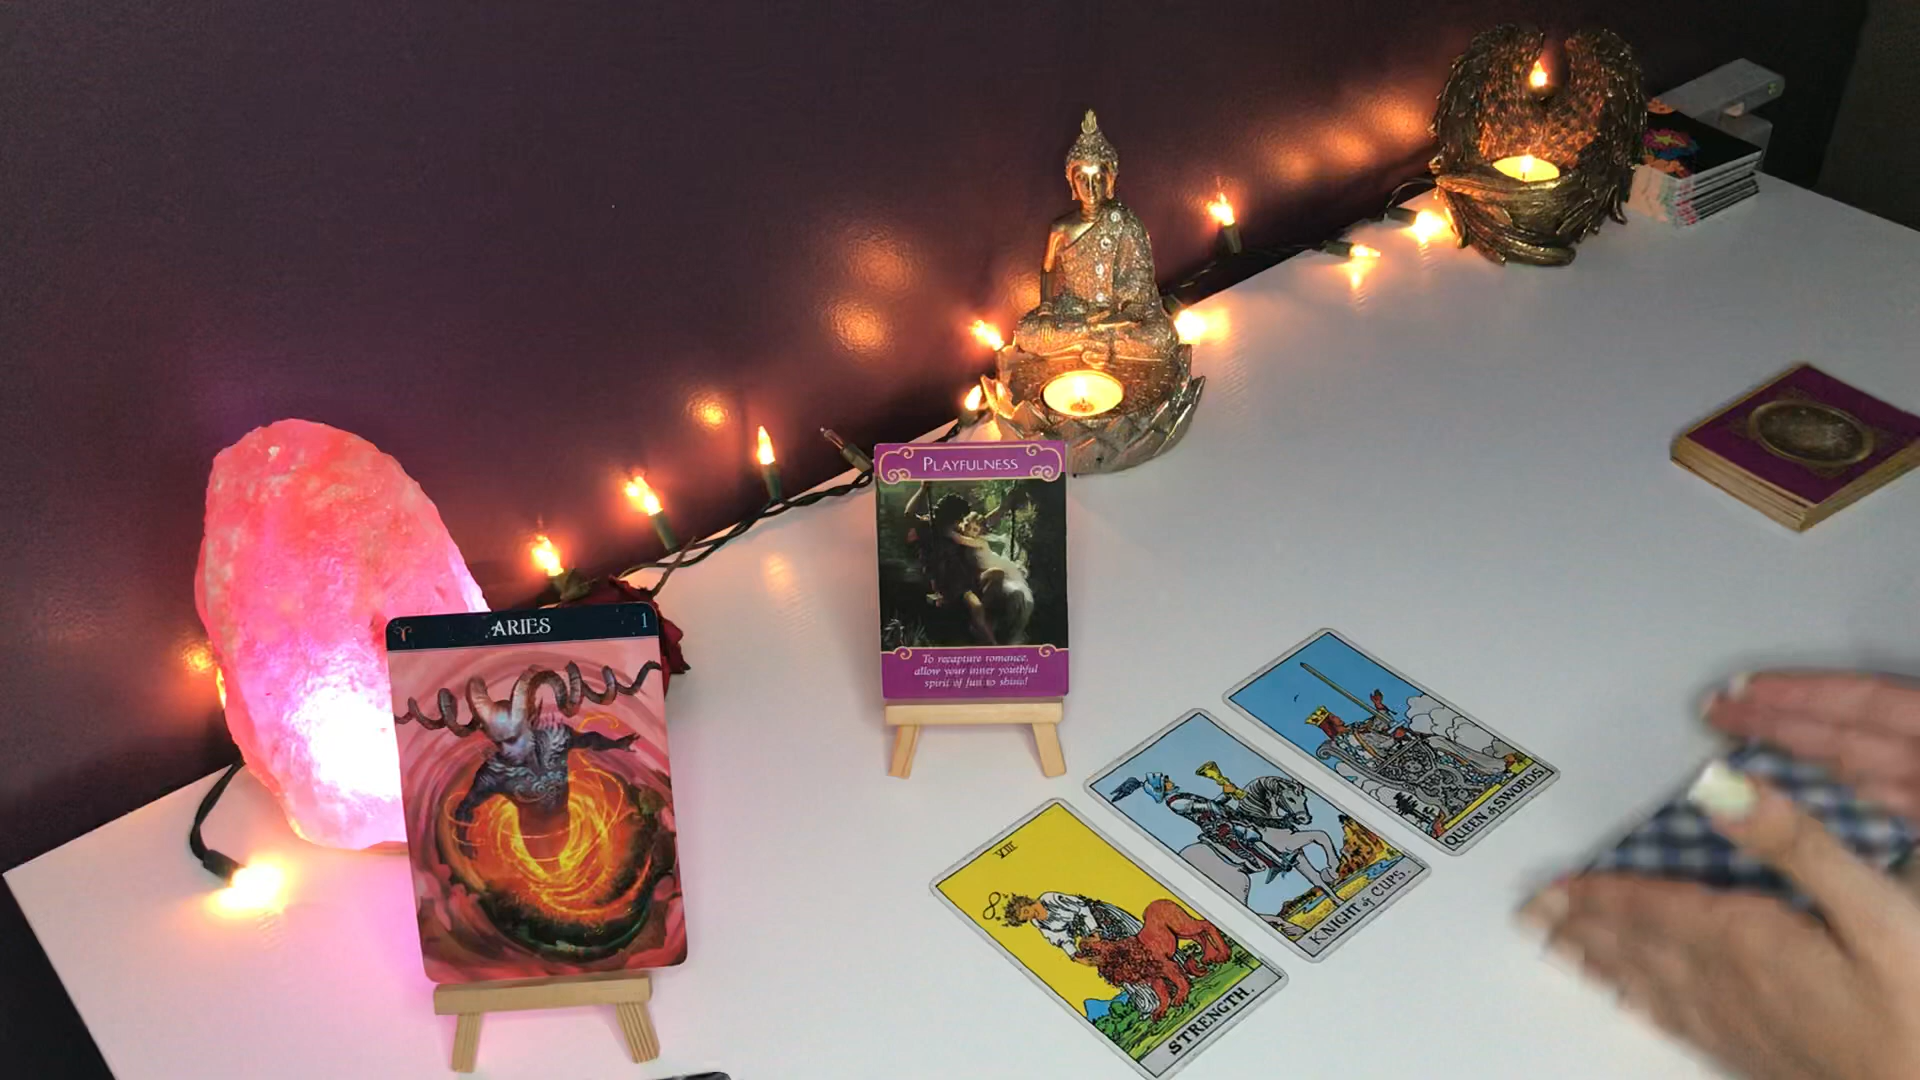 ARIES
1
PLAYFULNESS
To recapture romance,
allow your inner youthful
spirit of fun to shine!
VIII
STRENGTH.
KNIGHT of CUPS.
QUEEN of SWORDS.